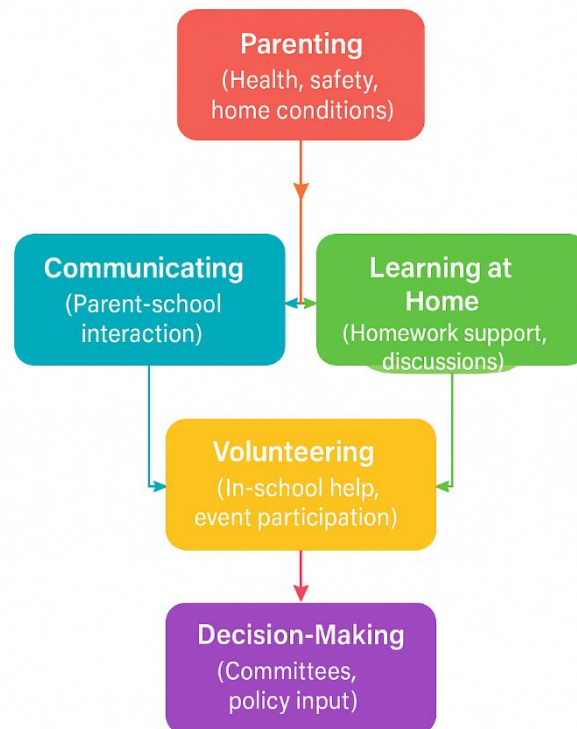 Parenting
(Health, safety,
home conditions)
Communicating
(Parent-school
interaction)
Learning at
Home
(Homework support,
discussions)
Volunteering
(In-school help,
event participation)
Decision-Making
(Committees,
policy input)